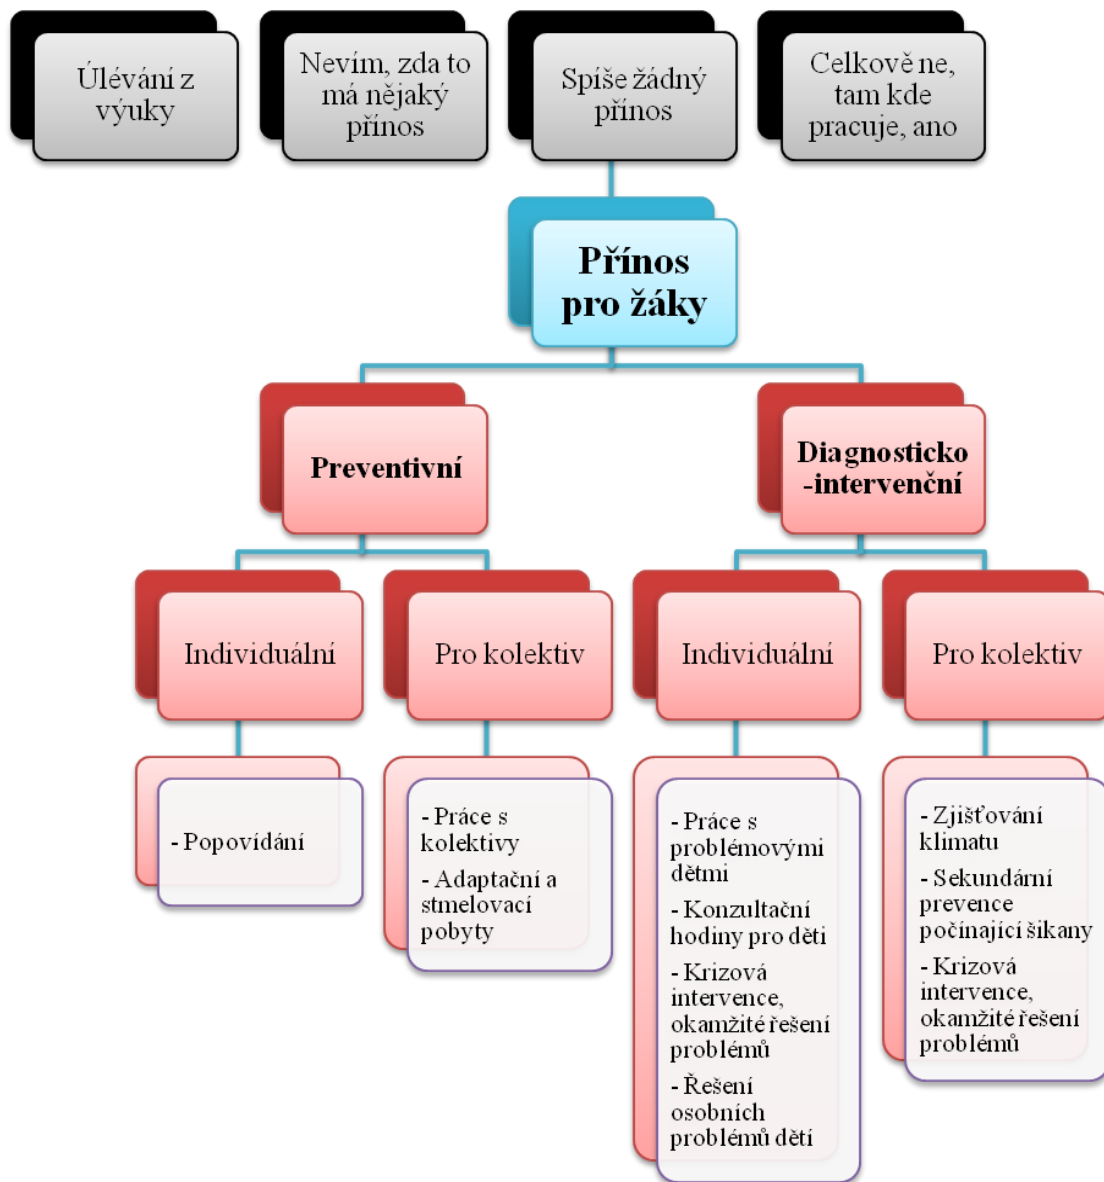 Úlévání z
výuky
Nevím, zda to
má nějaký
přínos
Spíše žádný
přínos
Celkově ne,
tam kde
pracuje, ano
Přínos
pro žáky
Preventivní
Diagnosticko
-intervenční
Individuální
Pro kolektiv
Individuální
Pro kolektiv
- Popovídání
- Práce s
kolektivy
- Adaptační a
stmelovací
pobyty
- Práce s
problémovými
dětmi
- Konzultační
hodiny pro děti
- Krizová
intervence,
okamžité řešení
problémů
- Řešení
osobních
problémů dětí
- Zjišťování
klimatu
- Sekundární
prevence
počínající šikany
- Krizová
intervence,
okamžité řešení
problémů